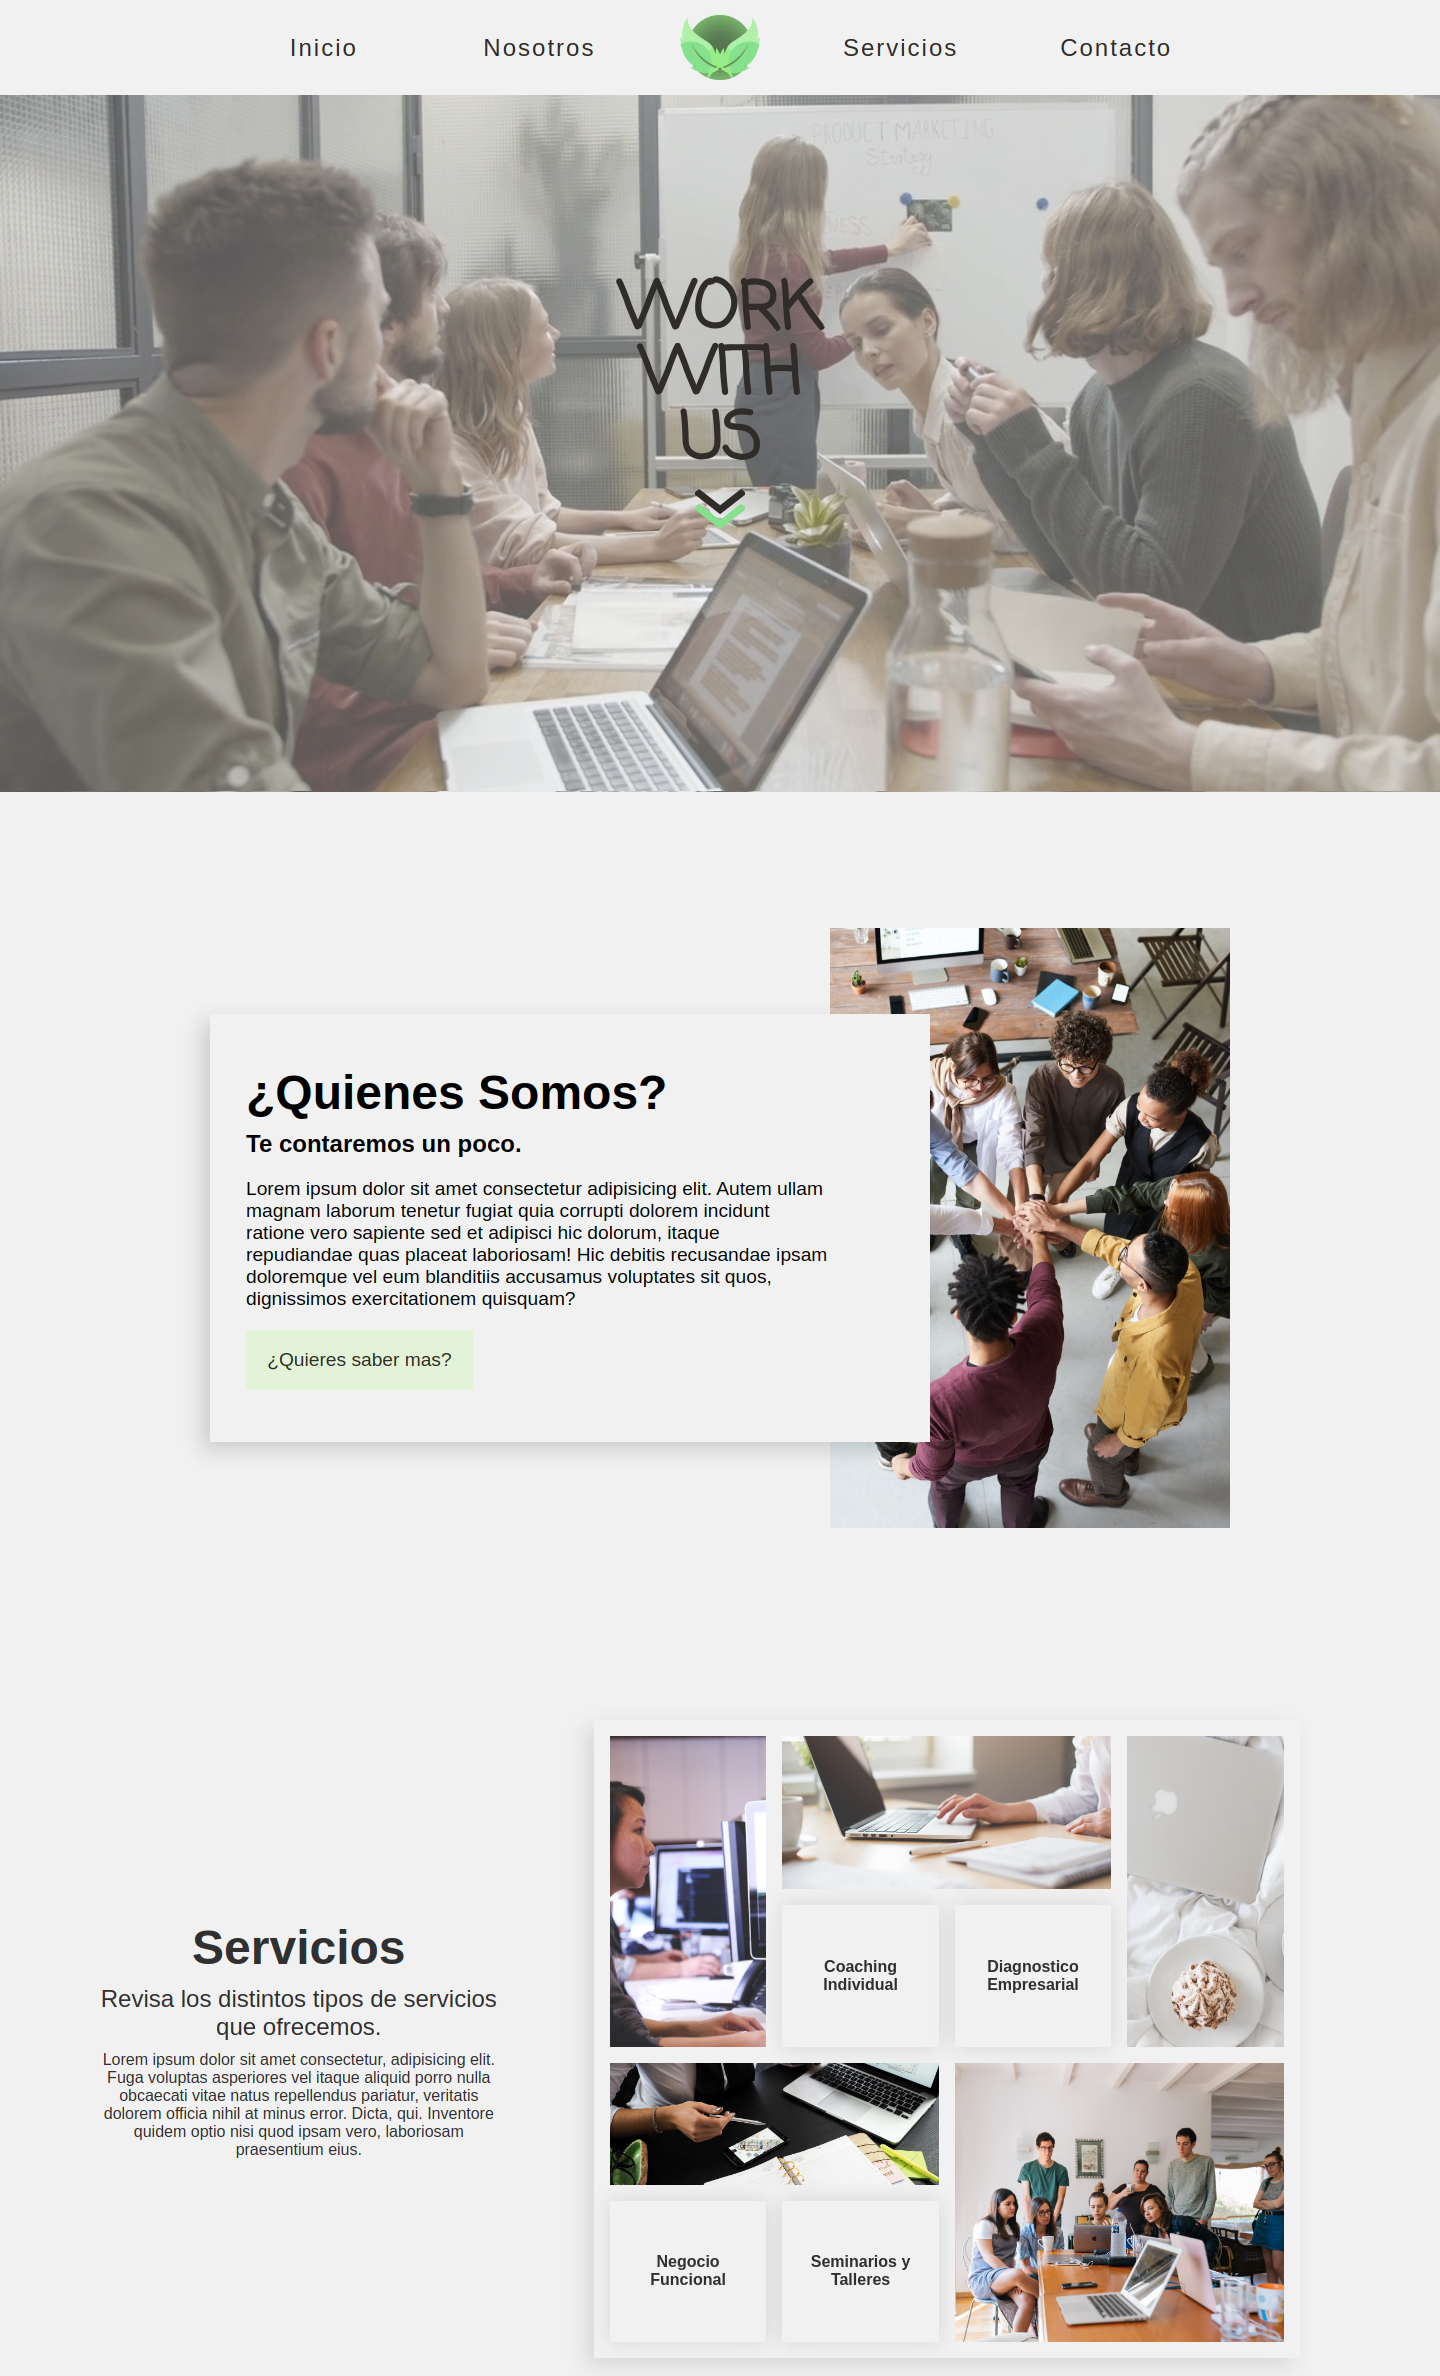 Inicio
Nosotros
Servicios
Contacto
PRODUCT MARKETING
Strategy
WORK
WITH
US
¿Quienes Somos?
Te contaremos un poco.
Lorem ipsum dolor sit amet consectetur adipisicing elit. Autem ullam
magnam laborum tenetur fugiat quia corrupti dolorem incidunt
ratione vero sapiente sed et adipisci hic dolorum, itaque
repudiandae quas placeat laboriosam! Hic debitis recusandae ipsam
doloremque vel eum blanditiis accusamus voluptates sit quos,
dignissimos exercitationem quisquam?
¿Quieres saber mas?
Servicios
Revisa los distintos tipos de servicios
que ofrecemos.
Lorem ipsum dolor sit amet consectetur, adipisicing elit.
Fuga voluptas asperiores vel itaque aliquid porro nulla
obcaecati vitae natus repellendus pariatur, veritatis
dolorem officia nihil at minus error. Dicta, qui. Inventore
quidem optio nisi quod ipsam vero, laboriosam
praesentium eius.
Coaching
Individual
Diagnostico
Empresarial
Negocio
Funcional
Seminarios y
Talleres